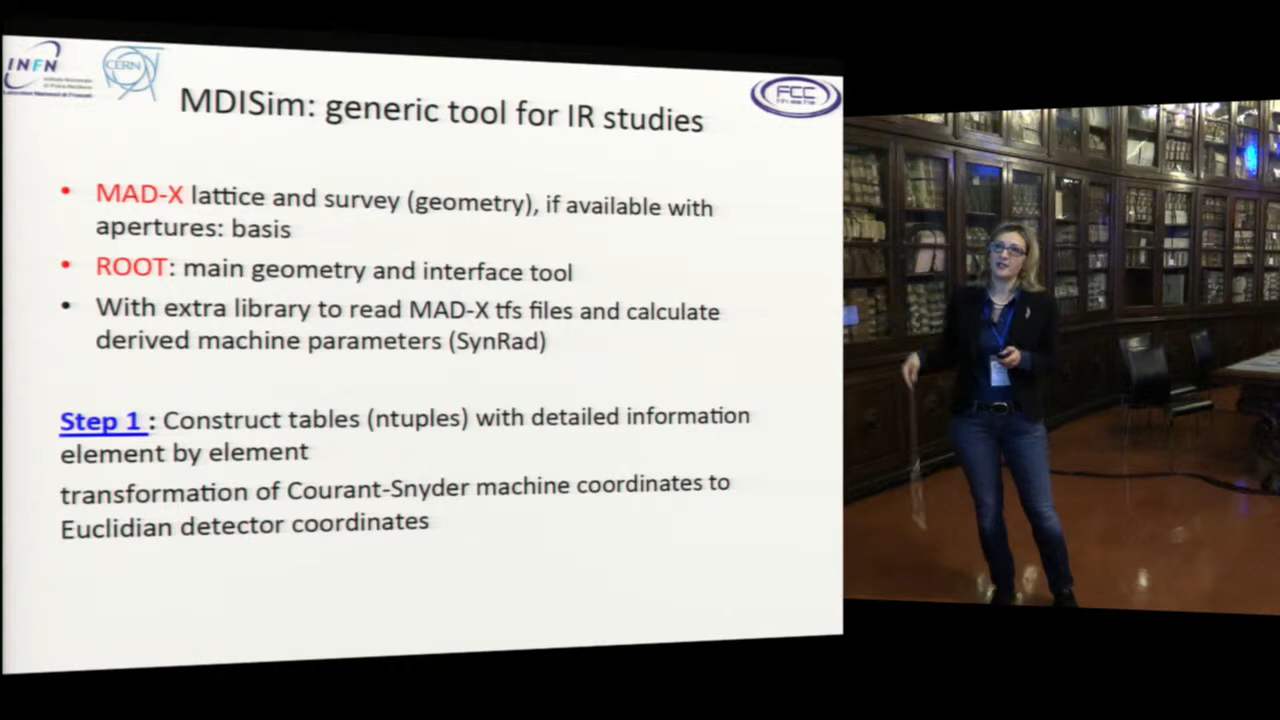 INFN
CERN
FCC
MDISim: generic tool for IR studies
• MAD-X lattice and survey (geometry), if available with
apertures: basis
• ROOT: main geometry and interface tool
• With extra library to read MAD-X tfs files and calculate
derived machine parameters (SynRad)
Step 1 : Construct tables (ntuples) with detailed information
element by element
transformation of Courant-Snyder machine coordinates to
Euclidian detector coordinates